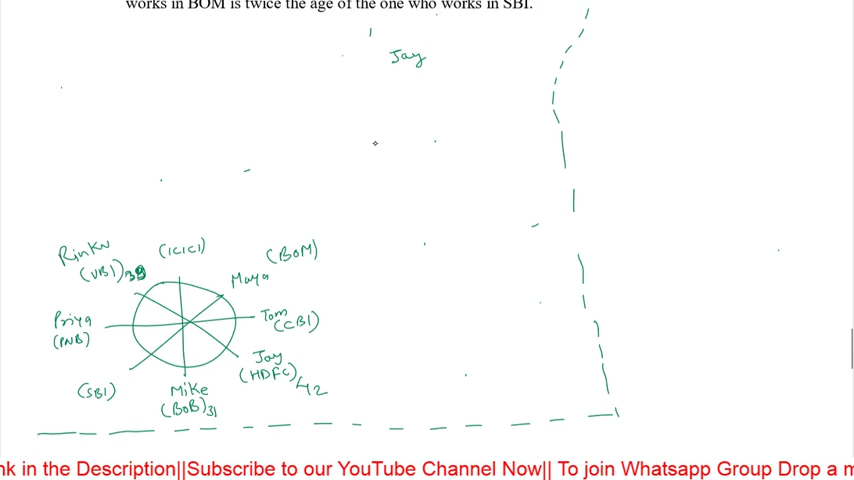 works in BOM is twice the age of the one who works in SBI.
Jay
Rinku
(UBI) 39
(ICICI)
(BOM)
Maya
Priya
(PNB)
Tom
(CBI)
Jay
(HDFC) 42
(SBI)
Mike
(BOB) 31
nk in the Description||Subscribe to our YouTube Channel Now|| To join Whatsapp Group Drop a m